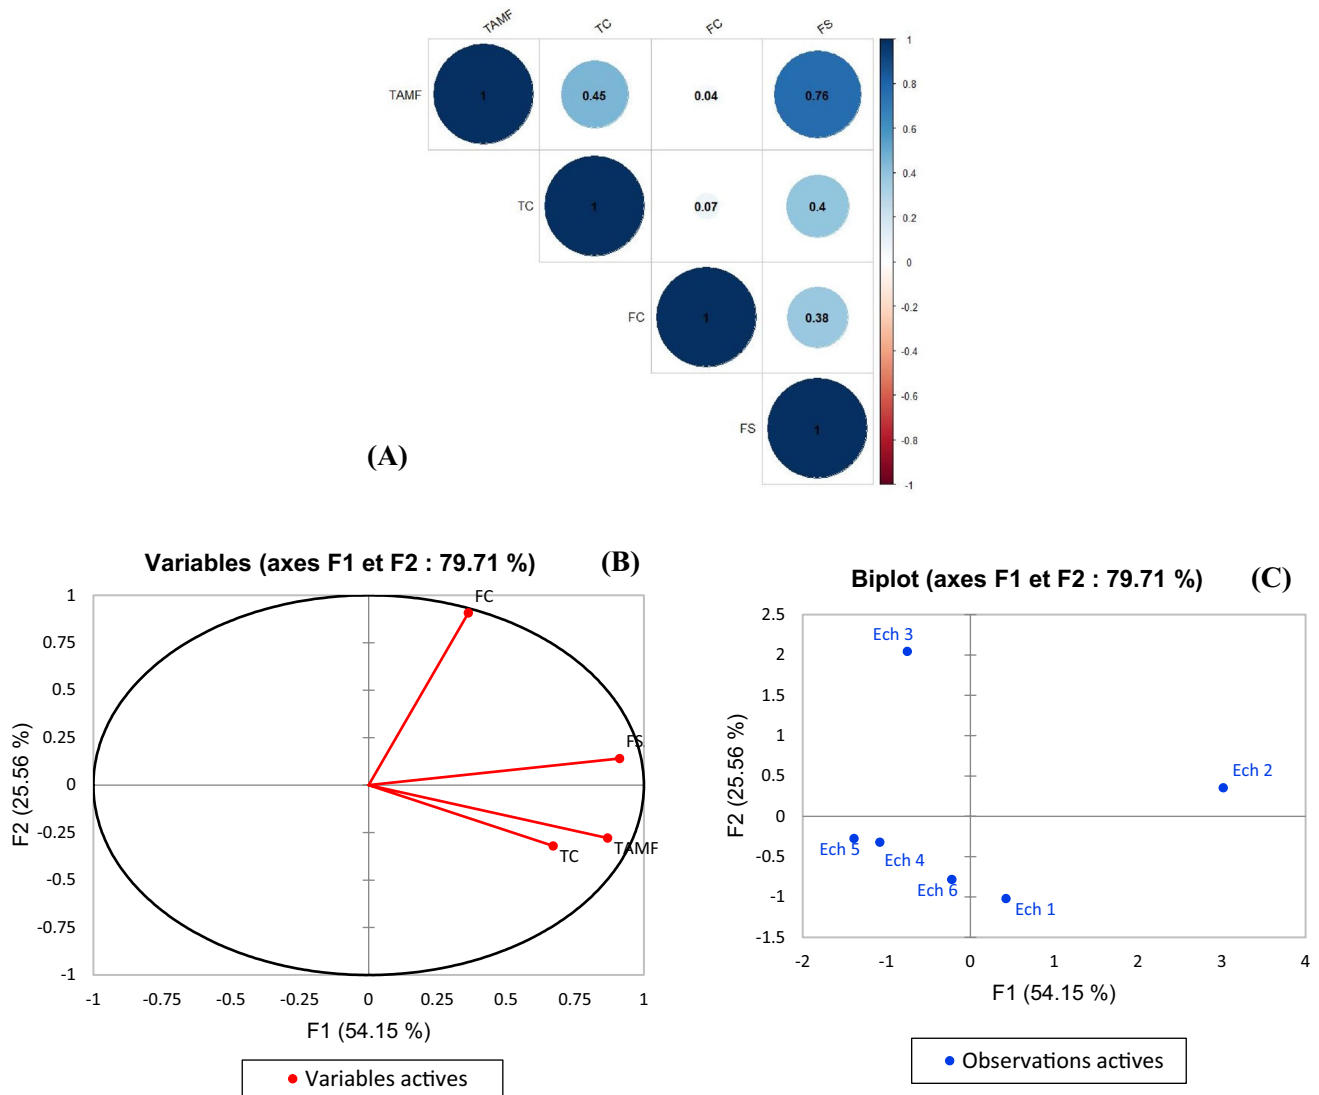 TAMF TC FC FS
TAMF 1 0.45 0.04 0.76
TC 1 0.07 0.4
FC 1 0.38
FS 1
1
0.8
0.6
0.4
0.2
0
-0.2
-0.4
-0.6
-0.8
-1
(A)
Variables (axes F1 et F2 : 79.71 %)
(B)
F2 (25.56 %)
1
0.75
0.5
0.25
0
-0.25
-0.5
-0.75
-1
FC
FS
TAMF
TC
-1 -0.75 -0.5 -0.25 0 0.25 0.5 0.75 1
F1 (54.15 %)
Variables actives
Biplot (axes F1 et F2 : 79.71 %)
(C)
F2 (25.56 %)
2.5
2
1.5
1
0.5
0
-0.5
-1
-1.5
Ech 3
Ech 2
Ech 5
Ech 4
Ech 6
Ech 1
-2 -1 0 1 2 3 4
F1 (54.15 %)
Observations actives